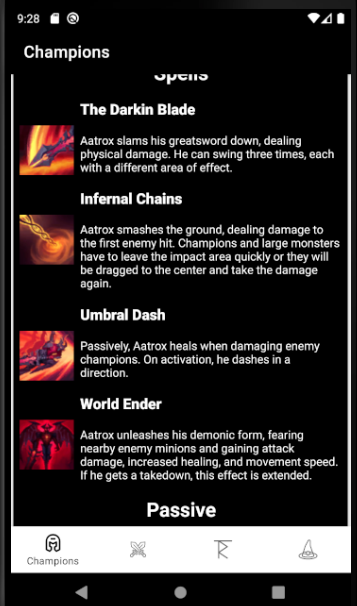 9:28
Champions
Spells
The Darkin Blade
Aatrox slams his greatsword down, dealing
physical damage. He can swing three times, each
with a different area of effect.
Infernal Chains
Aatrox smashes the ground, dealing damage to
the first enemy hit. Champions and large monsters
have to leave the impact area quickly or they will
be dragged to the center and take the damage
again.
Umbral Dash
Passively, Aatrox heals when damaging enemy
champions. On activation, he dashes in a
direction.
World Ender
Aatrox unleashes his demonic form, fearing
nearby enemy minions and gaining attack
damage, increased healing, and movement speed.
If he gets a takedown, this effect is extended.
Passive
Champions